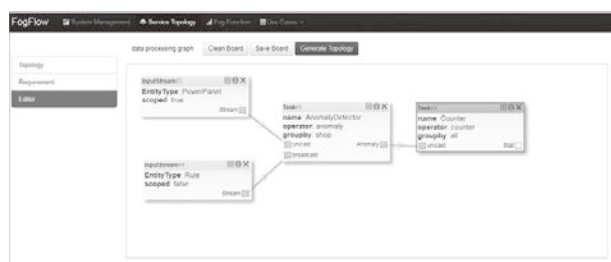 FogFlow System Management Service Topology Fog Function Use Cases
data processing graph Clean Board Save Board Generate Topology
Topology
Requirement
Editor
InputStream
EntityType: PowerPanel
scoped: true
Stream
Task
name: AnomalyDetector
operator: anomaly
groupby: shop
unicast Anomaly
broadcast
Task
name: Counter
operator: counter
groupby: all
unicast Stat
InputStream
EntityType: Rule
scoped: false
Stream